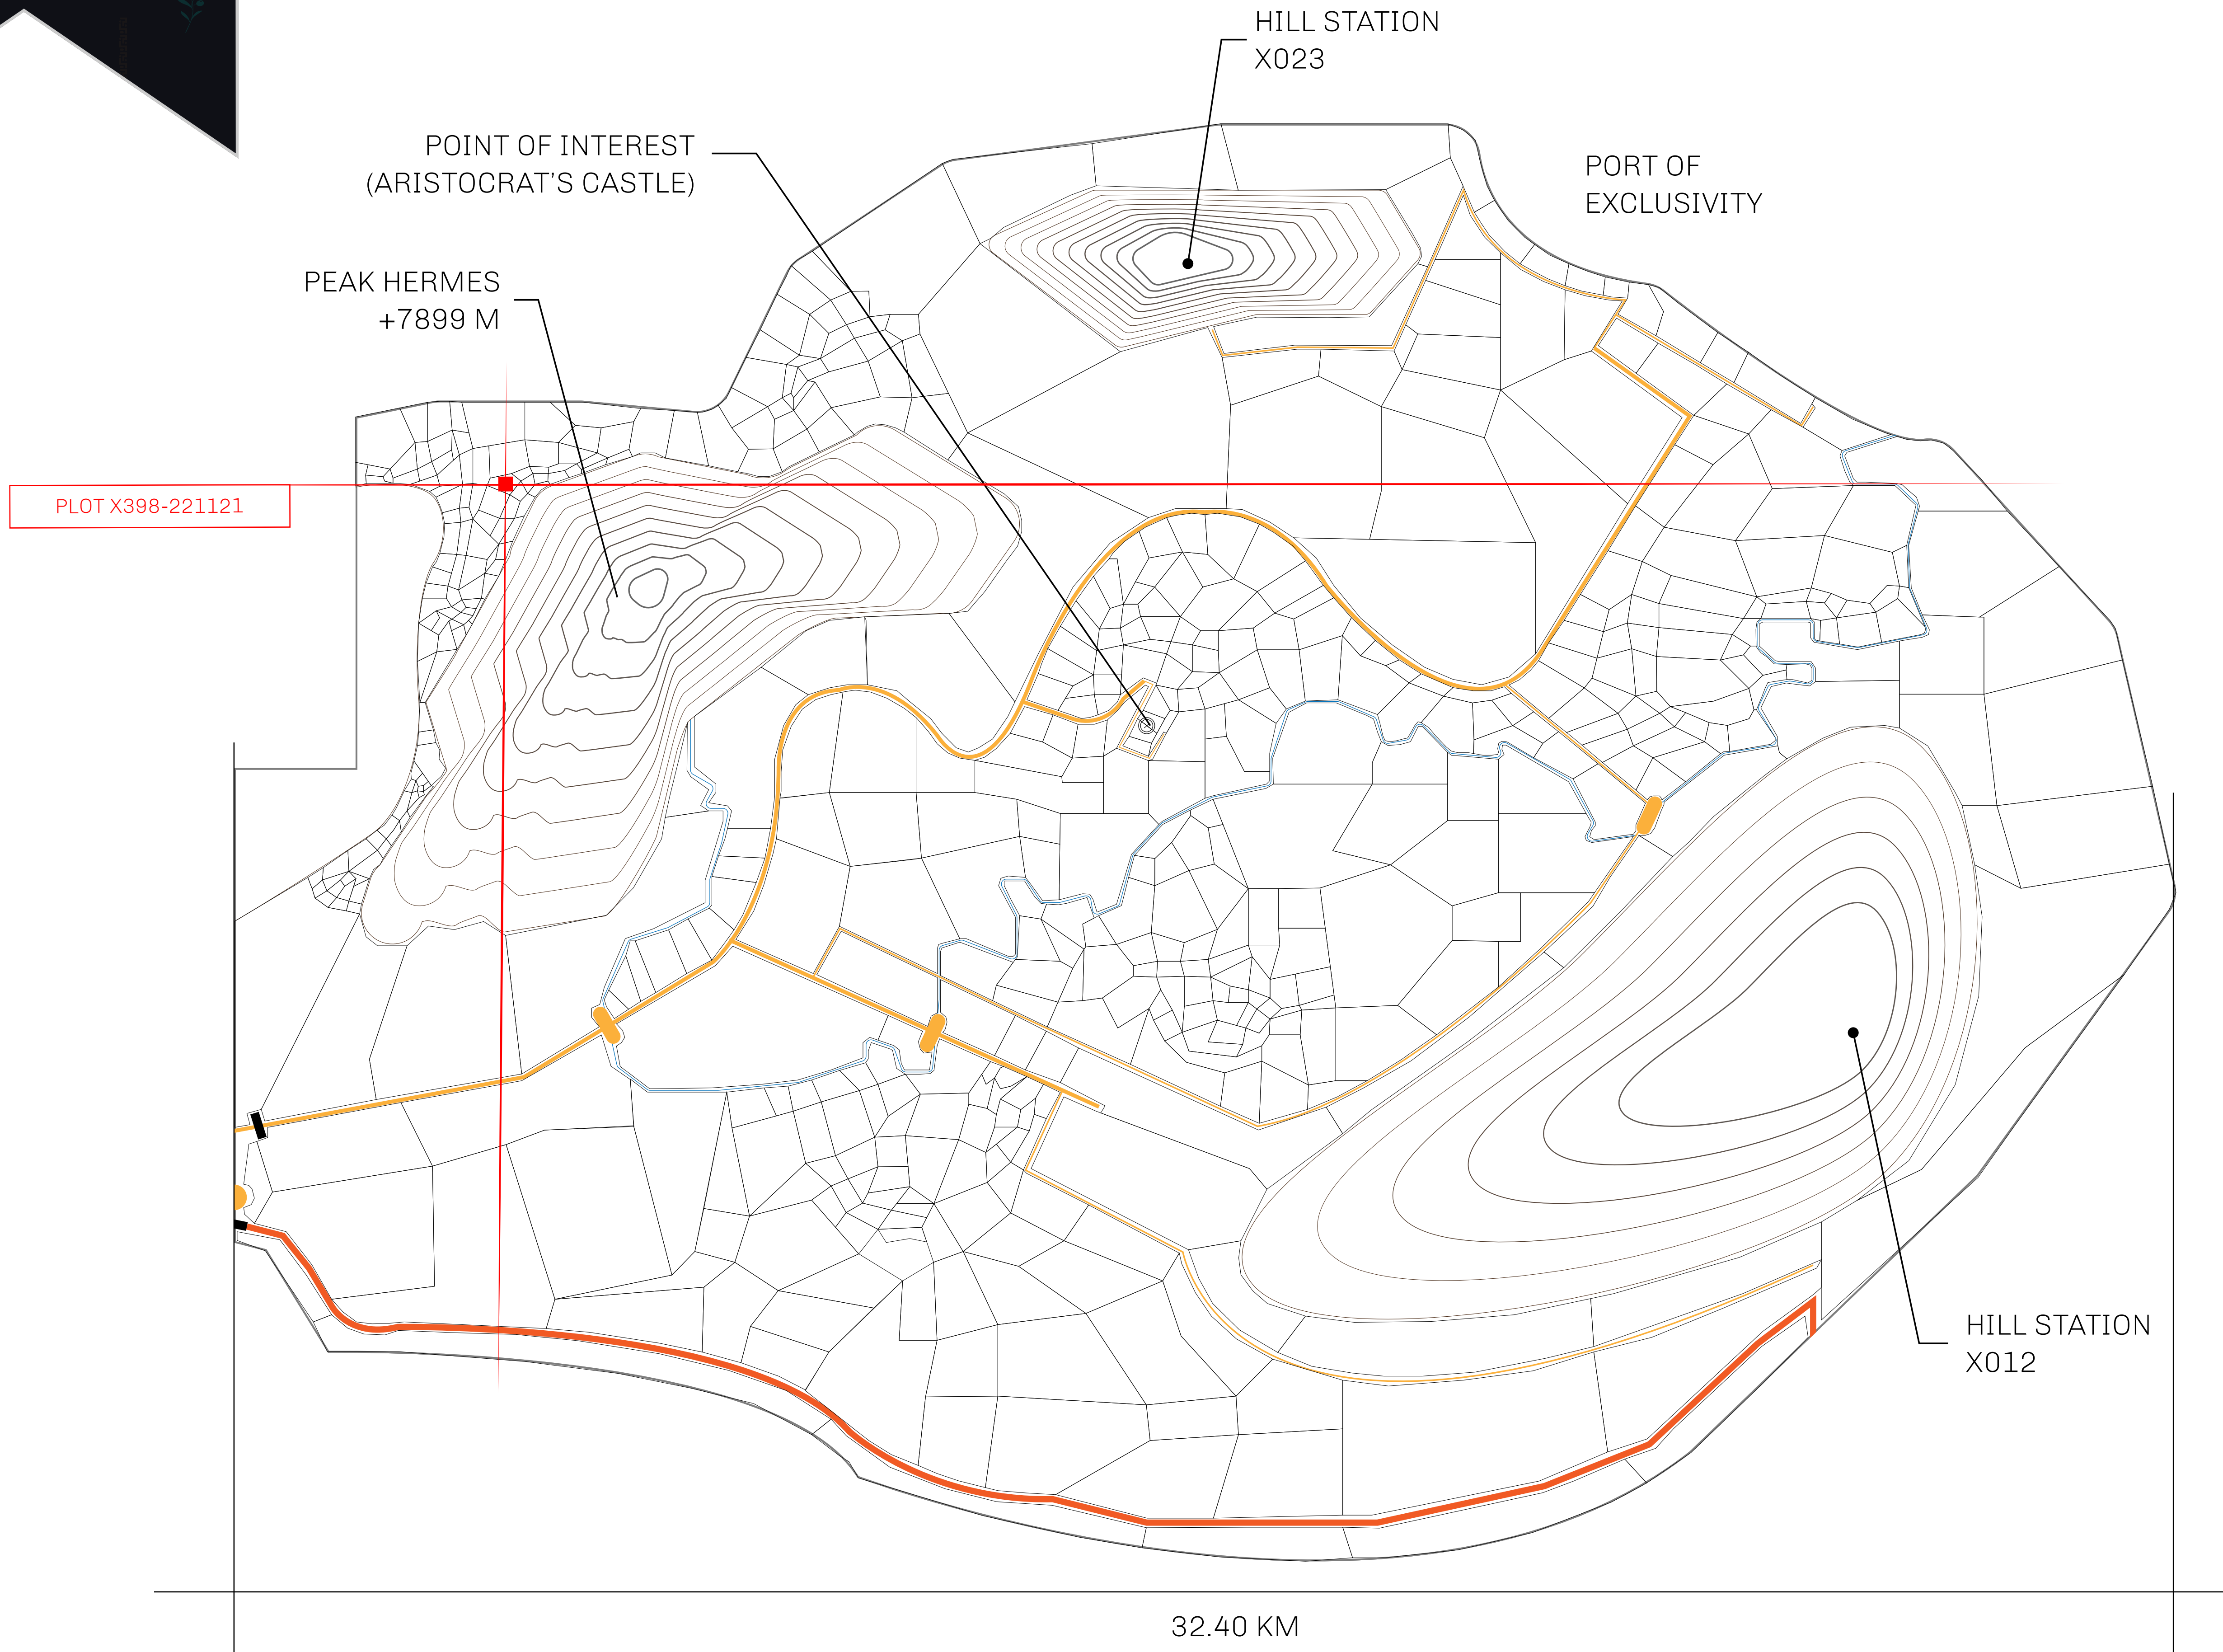 HILL STATION
X023
POINT OF INTEREST
(ARISTOCRAT'S CASTLE)
PORT OF
EXCLUSIVITY
PEAK HERMES
+7899 M
PLOT X398-221121
HILL STATION
X012
32.40 KM